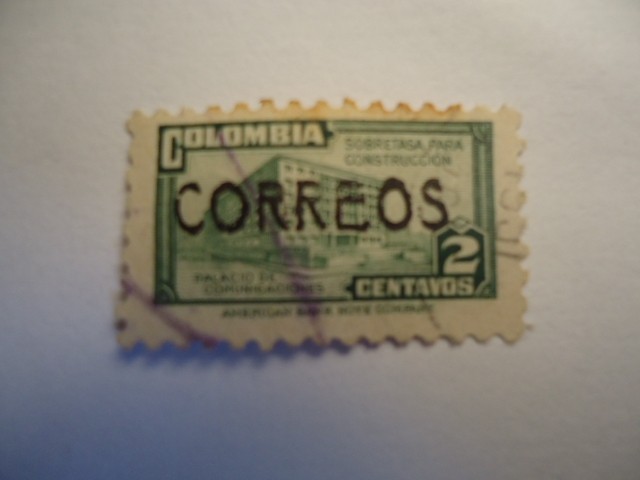 COLOMBIA
SOBRETASA PARA
CONSTRUCCION
CORREOS
2
CENTAVOS
PALACIO DE
COMUNICACIONES
AMERICAN BANK NOTE COMPANY